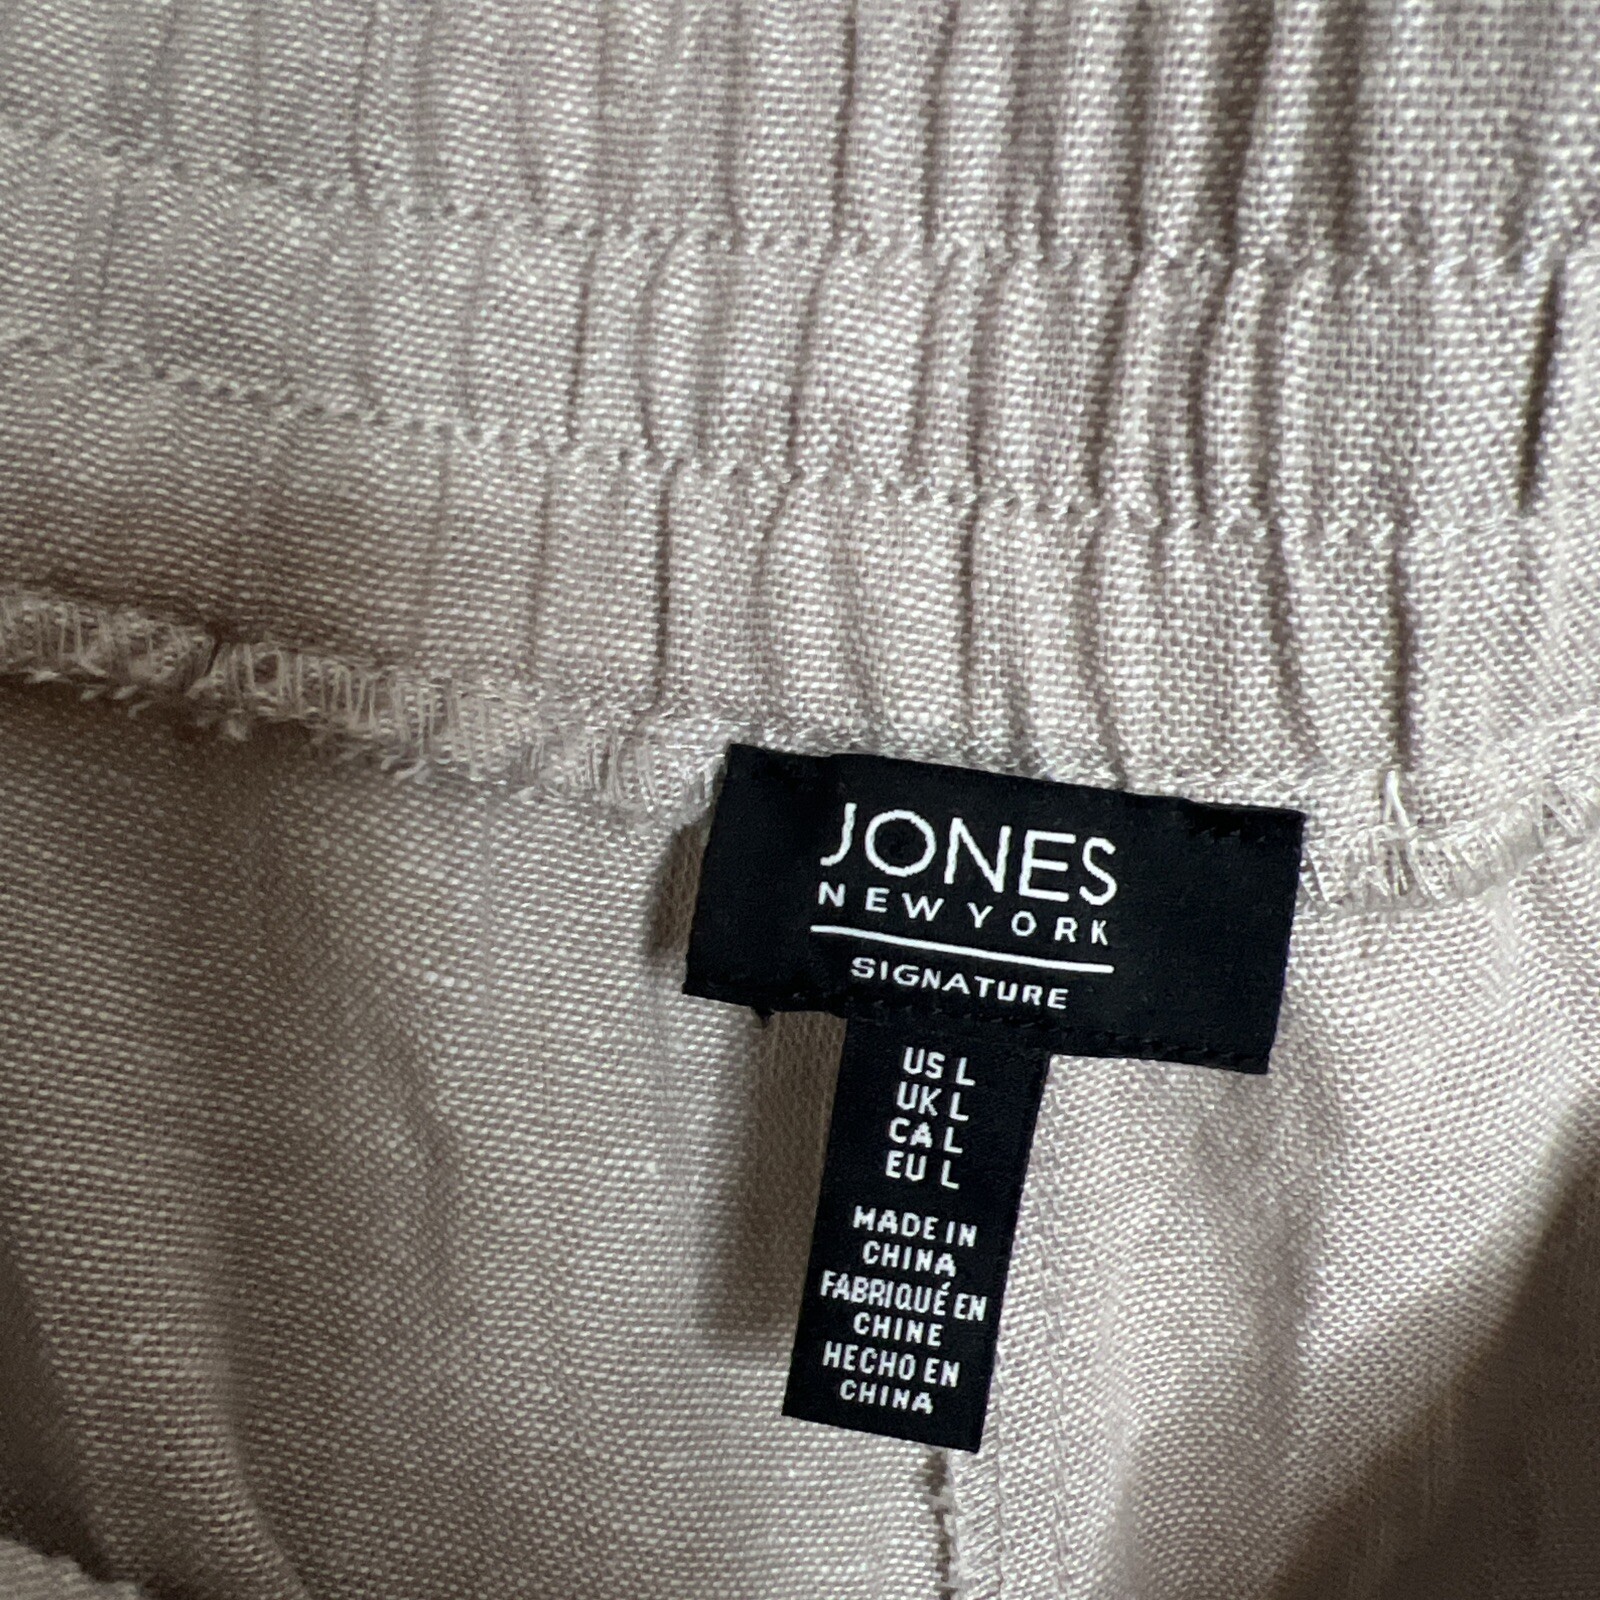 JONES
NEW YORK
SIGNATURE
US L
UK L
CA L
EU L
MADE IN
CHINA
FABRIQUÉ EN
CHINE
HECHO EN
CHINA